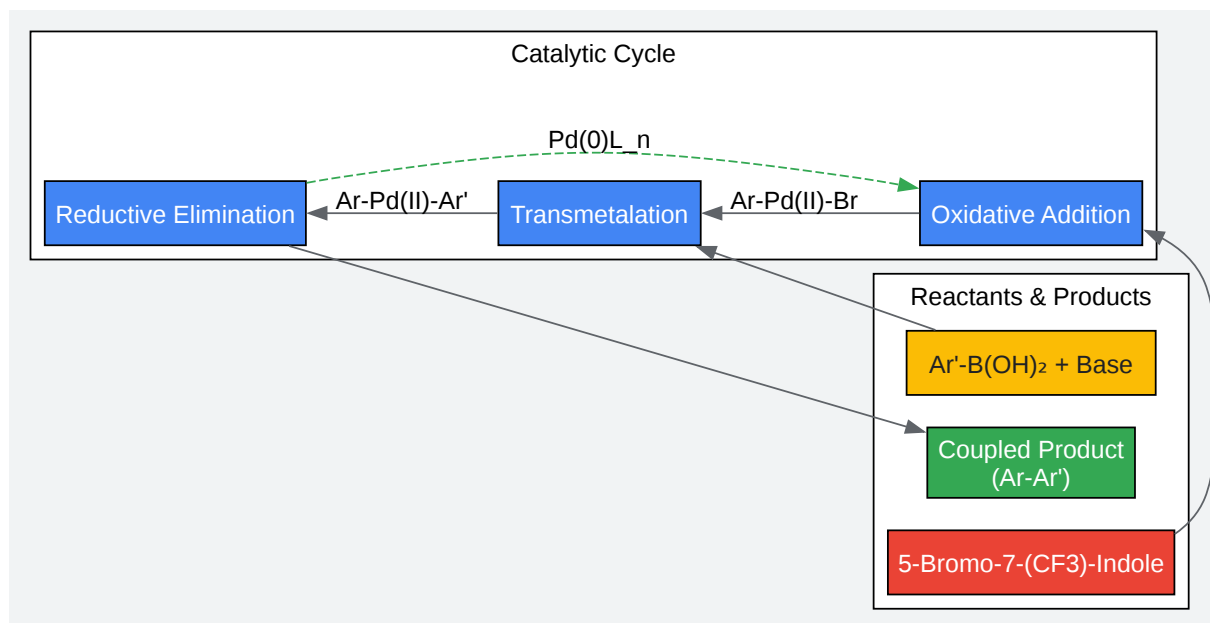 Catalytic Cycle
Pd(0)L_n
Reductive Elimination
Ar-Pd(II)-Ar'
Transmetalation
Ar-Pd(II)-Br
Oxidative Addition
Reactants & Products
Ar'-B(OH)₂ + Base
Coupled Product
(Ar-Ar')
5-Bromo-7-(CF3)-Indole